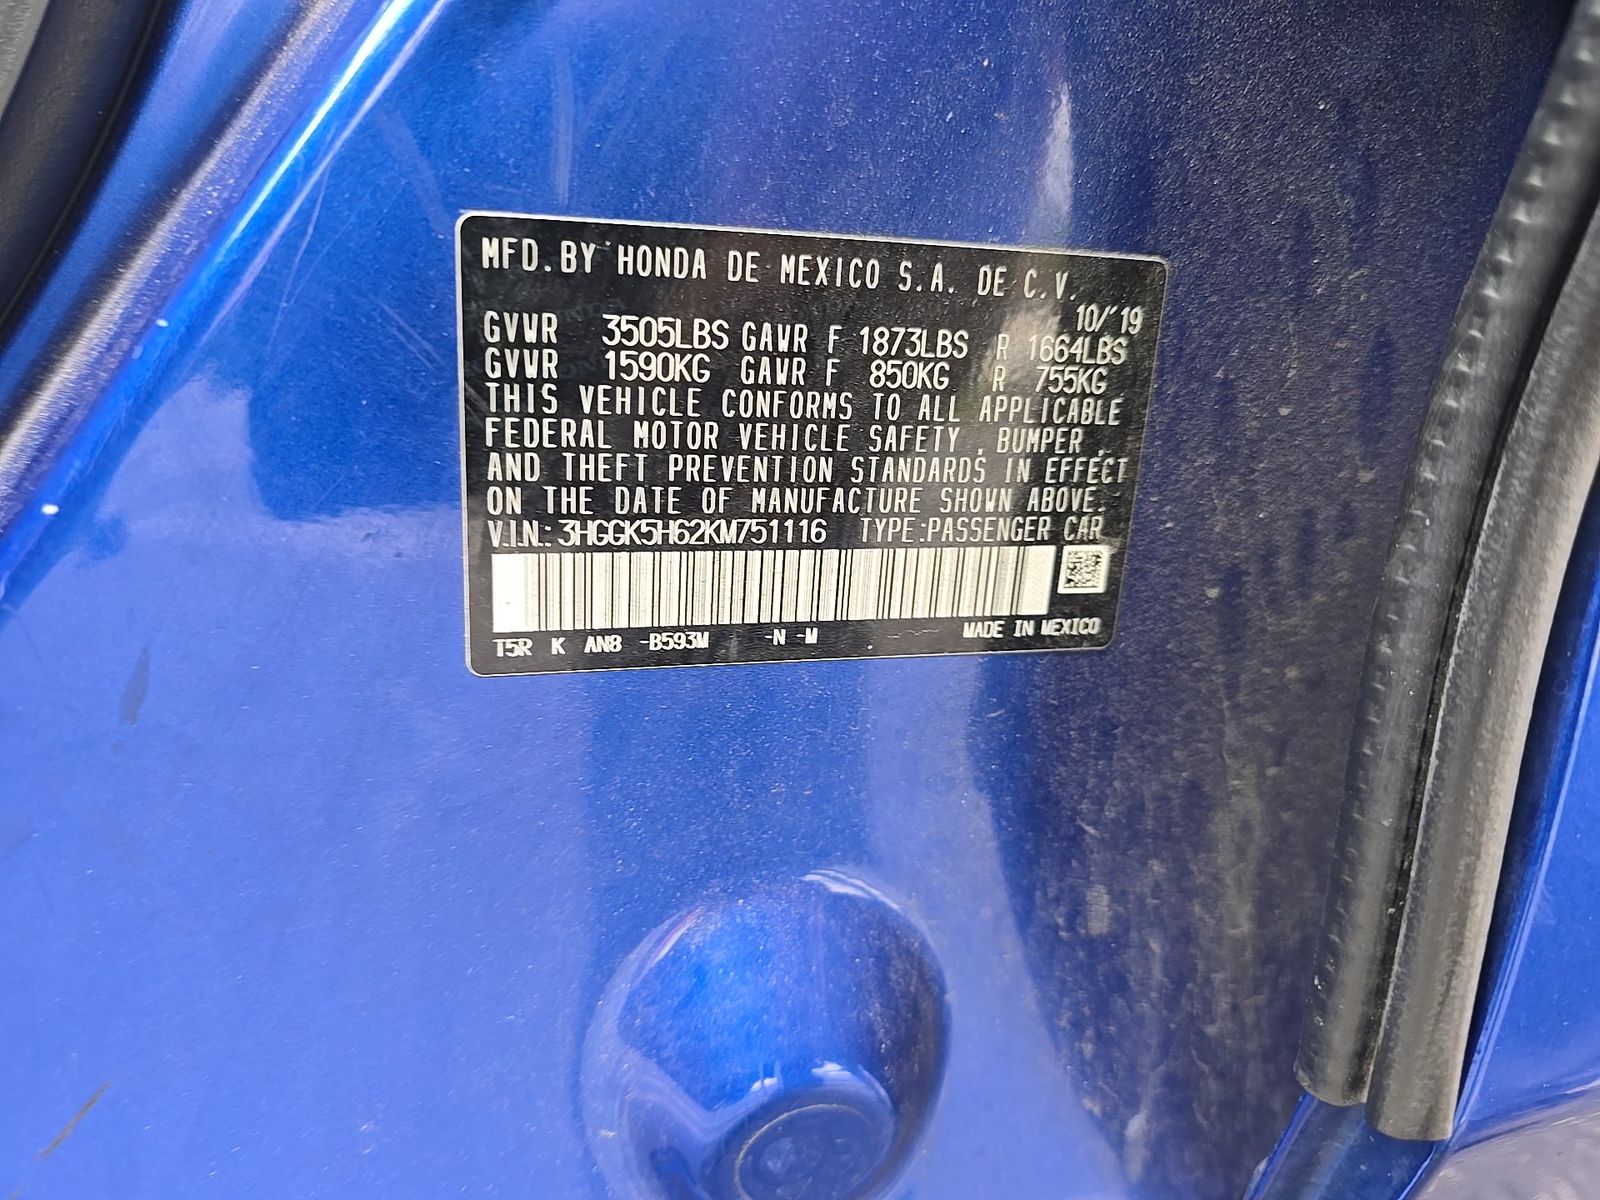 MFD. BY HONDA DE MEXICO S.A. DE C.V.
10/'19
GVWR 3505LBS GAWR F 1873LBS R 1664LBS
GVWR 1590KG GAWR F 850KG R 755KG
THIS VEHICLE CONFORMS TO ALL APPLICABLE
FEDERAL MOTOR VEHICLE SAFETY, BUMPER,
AND THEFT PREVENTION STANDARDS IN EFFECT
ON THE DATE OF MANUFACTURE SHOWN ABOVE.
V.I.N.: 3HGGK5H62KM751116 TYPE:PASSENGER CAR
T5R K AN8 -B593M -N -M MADE IN MEXICO